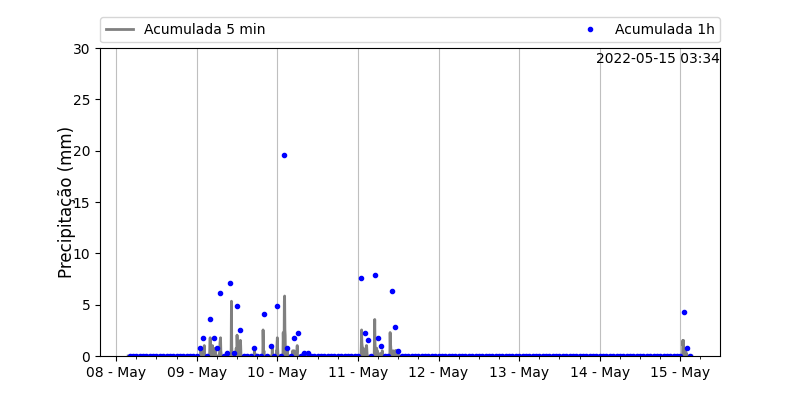 Acumulada 5 min
Acumulada 1h
2022-05-15 03:34
Precipitação (mm)
30
25
20
15
10
5
0
08 - May 09 - May 10 - May 11 - May 12 - May 13 - May 14 - May 15 - May